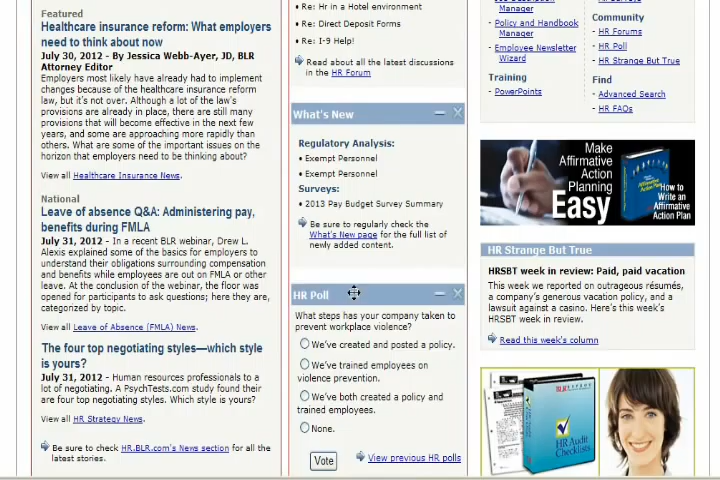 Featured
Healthcare insurance reform: What employers
need to think about now
July 30, 2012 - By Jessica Webb-Ayer, JD, BLR
Attorney Editor
Employers most likely have already had to implement
changes because of the healthcare insurance reform
law, but it's not over. Although a lot of the law's
provisions are already in place, there are still many
provisions that will become effective in the next few
years, and some are approaching more rapidly than
others. What are some of the important issues on the
horizon that employers need to be thinking about?
View all Healthcare Insurance News.
National
Leave of absence Q&A: Administering pay,
benefits during FMLA
July 31, 2012 - In a recent BLR webinar, Drew L.
Alexis explained some of the basics for employers to
understand their obligations surrounding compensation
and benefits while employees are out on FMLA or other
leave. At the conclusion of the webinar, the floor was
opened for participants to ask questions; here they are,
categorized by topic.
View all Leave of Absence (FMLA) News.
The four top negotiating styles—which style
is yours?
July 31, 2012 - Human resources professionals to a
lot of negotiating. A PsychTests.com study found their
are four top negotiating styles. Which style is yours?
View all HR Strategy News.
Be sure to check HR.BLR.com's News section for all the
latest stories.
• Re: Hr in a Hotel environment
• Re: Direct Deposit Forms
• Re: I-9 Help!
Read about all the latest discussions
in the HR Forum
What's New
Regulatory Analysis:
• Exempt Personnel
• Exempt Personnel
Surveys:
• 2013 Pay Budget Survey Summary
Be sure to regularly check the
What's New page for the full list of
newly added content.
HR Poll
What steps has your company taken to
prevent workplace violence?
We've created and posted a policy.
We've trained employees on
violence prevention.
We've both created a policy and
trained employees.
None.
Vote
View previous HR polls
Manager
Policy and Handbook
Manager
Employee Newsletter
Wizard
Training
PowerPoints
Community
HR Forums
HR Poll
HR Strange But True
Find
Advanced Search
HR FAQs
Make
Affirmative
Action
Planning
Easy
How to
Write an
Affirmative
Action Plan
HR Strange But True
HRSBT week in review: Paid, paid vacation
This week we reported on outrageous résumés,
a company's generous vacation policy, and a
lawsuit against a casino. Here's this week's
HRSBT week in review.
Read this week's column
HR Audit
Checklists